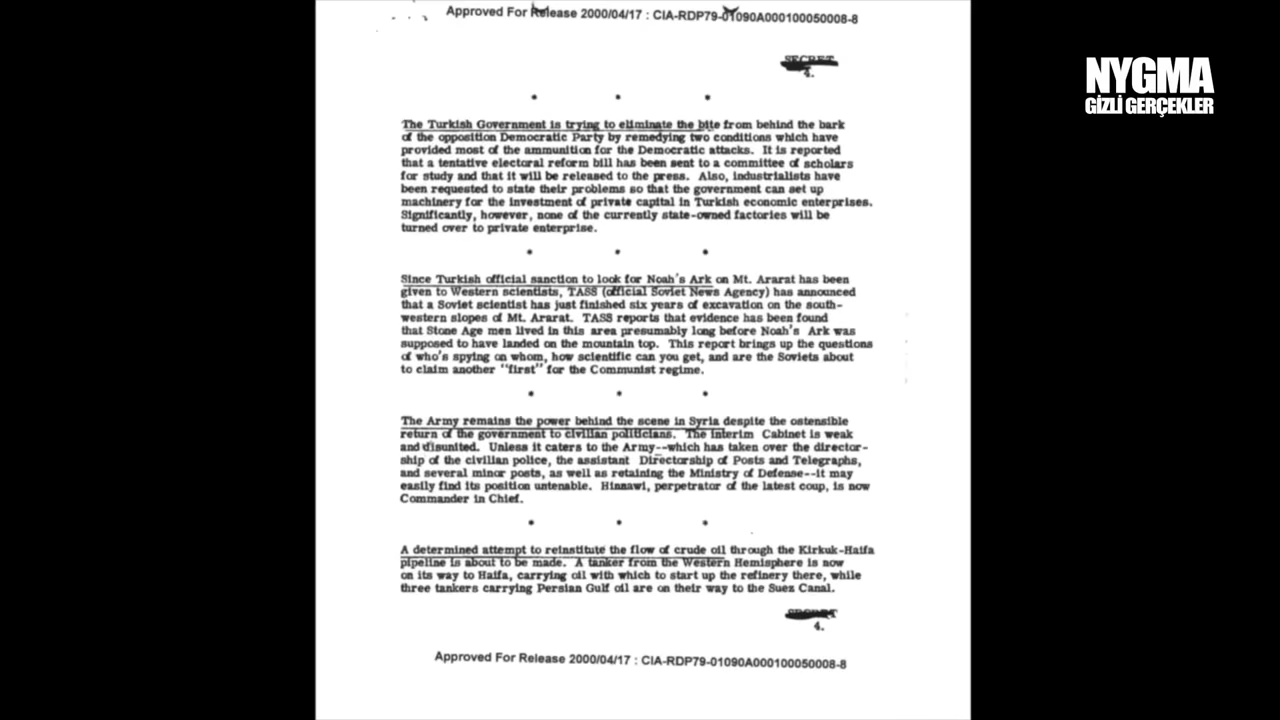 Approved For Release 2000/04/17 : CIA-RDP79-01090A000100050008-8
SECRET
4.
NYGMA
GİZLİ GERÇEKLER
The Turkish Government is trying to eliminate the bite from behind the bark
of the opposition Democratic Party by remedying two conditions which have
provided most of the ammunition for the Democratic attacks. It is reported
that a tentative electoral reform bill has been sent to a committee of scholars
for study and that it will be released to the press. Also, industrialists have
been requested to state their problems so that the government can set up
machinery for the investment of private capital in Turkish economic enterprises.
Significantly, however, none of the currently state-owned factories will be
turned over to private enterprise.
Since Turkish official sanction to look for Noah's Ark on Mt. Ararat has been
given to Western scientists, TASS (official Soviet News Agency) has announced
that a Soviet scientist has just finished six years of excavation on the south-
western slopes of Mt. Ararat. TASS reports that evidence has been found
that Stone Age men lived in this area presumably long before Noah's Ark was
supposed to have landed on the mountain top. This report brings up the questions
of who's spying on whom, how scientific can you get, and are the Soviets about
to claim another "first" for the Communist regime.
The Army remains the power behind the scene in Syria despite the ostensible
return of the government to civilian politicians. The interim Cabinet is weak
and disunited. Unless it caters to the Army--which has taken over the director-
ship of the civilian police, the assistant Directorship of Posts and Telegraphs,
and several minor posts, as well as retaining the Ministry of Defense--it may
easily find its position untenable. Hinnawi, perpetrator of the latest coup, is now
Commander in Chief.
A determined attempt to reinstitute the flow of crude oil through the Kirkuk-Haifa
pipeline is about to be made. A tanker from the Western Hemisphere is now
on its way to Haifa, carrying oil with which to start up the refinery there, while
three tankers carrying Persian Gulf oil are on their way to the Suez Canal.
SECRET
4.
Approved For Release 2000/04/17 : CIA-RDP79-01090A000100050008-8